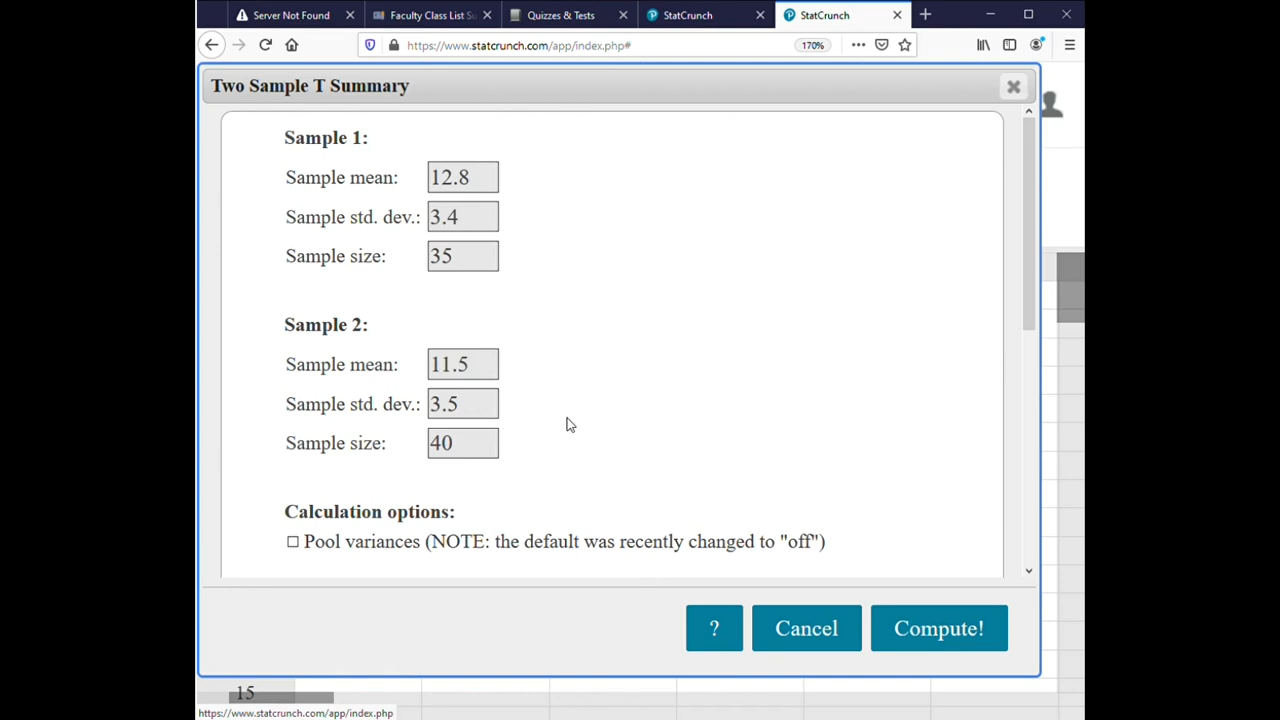 Server Not Found
Faculty Class List Su
Quizzes & Tests
StatCrunch
StatCrunch
https://www.statcrunch.com/app/index.php#
170%
Two Sample T Summary
Sample 1:
Sample mean: 12.8
Sample std. dev.: 3.4
Sample size: 35
Sample 2:
Sample mean: 11.5
Sample std. dev.: 3.5
Sample size: 40
Calculation options:
Pool variances (NOTE: the default was recently changed to "off")
? Cancel Compute!
15
https://www.statcrunch.com/app/index.php